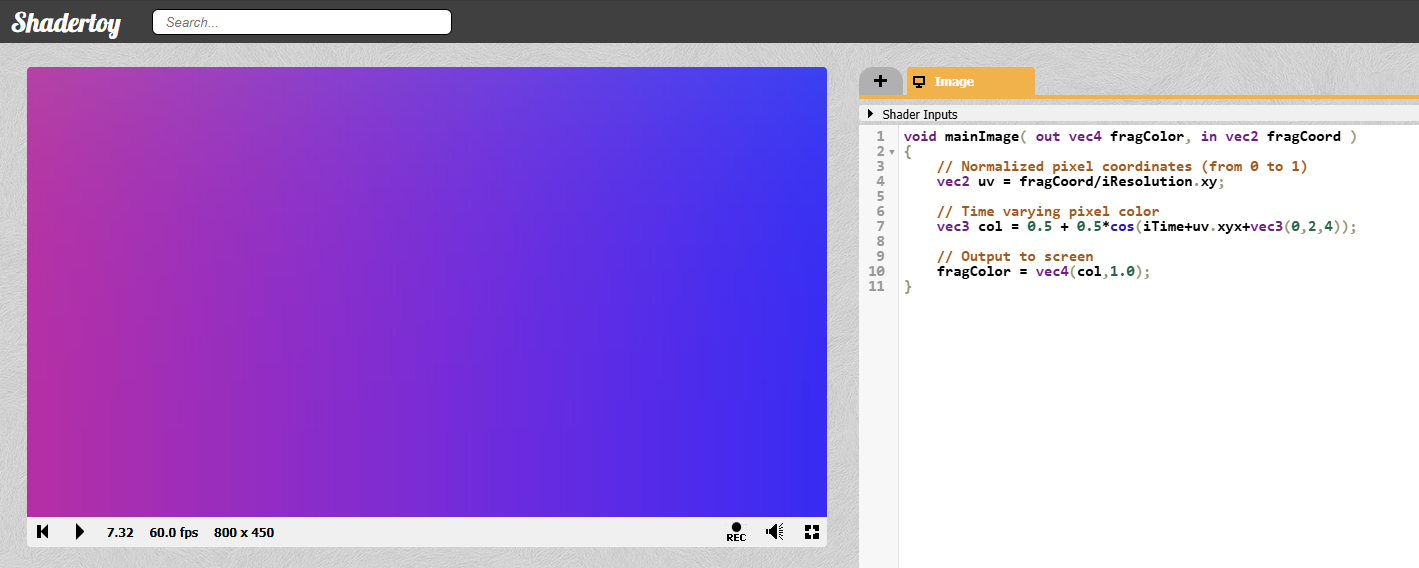 Shadertoy
Search...
+ Image
Shader Inputs
1 void mainImage( out vec4 fragColor, in vec2 fragCoord )
2 {
3     // Normalized pixel coordinates (from 0 to 1)
4     vec2 uv = fragCoord/iResolution.xy;
5
6     // Time varying pixel color
7     vec3 col = 0.5 + 0.5*cos(iTime+uv.xyx+vec3(0,2,4));
8
9     // Output to screen
10     fragColor = vec4(col,1.0);
11 }
7.32 60.0 fps 800 x 450
REC